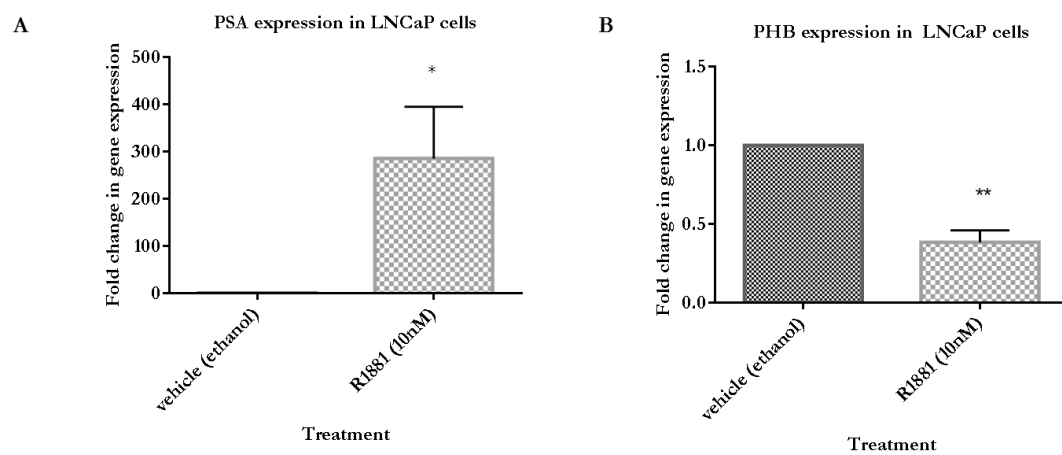 A
PSA expression in LNCaP cells
Fold change in gene expression
500
400
300
200
100
0
*
vehicle (ethanol)
R1881 (10nM)
Treatment
B
PHB expression in LNCaP cells
Fold change in gene expression
1.5
1.0
0.5
0.0
**
vehicle (ethanol)
R1881 (10nM)
Treatment